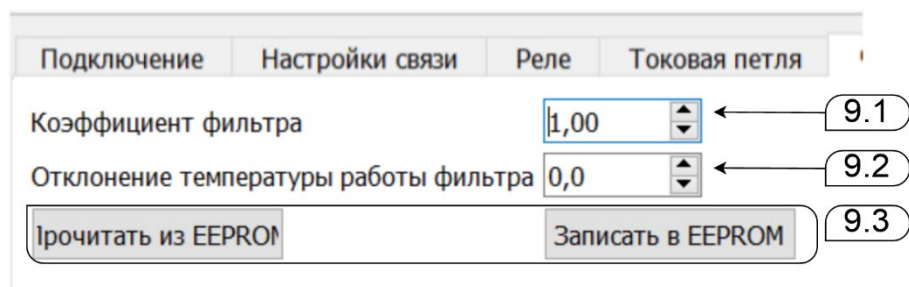 Подключение Настройки связи Реле Токовая петля
Коэффициент фильтра 1,00 9.1
Отклонение температуры работы фильтра 0,0 9.2
рочитать из EEPRO Записать в EEPROM 9.3